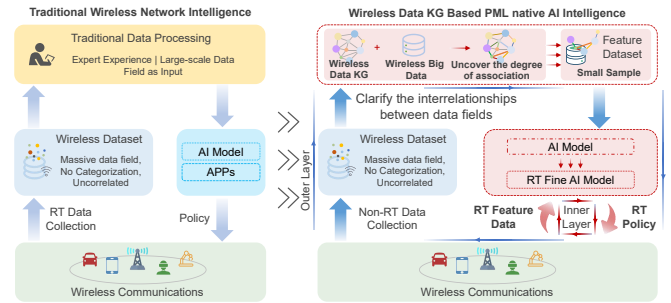 Traditional Wireless Network Intelligence
Traditional Data Processing
Expert Experience | Large-scale Data
Field as Input
Wireless Dataset
Massive data field,
No Categorization,
Uncorrelated
AI Model
APPs
RT Data
Collection
Policy
Wireless Communications
Wireless Data KG Based PML native AI Intelligence
Wireless
Data KG
+
Wireless Big
Data
Uncover the degree
of association
Feature
Dataset
Small Sample
Clarify the interrelationships
between data fields
Outer Layer
Wireless Dataset
Massive data field,
No Categorization,
Uncorrelated
AI Model
RT Fine AI Model
Non-RT Data
Collection
RT Feature
Data
Inner
Layer
RT
Policy
Wireless Communications